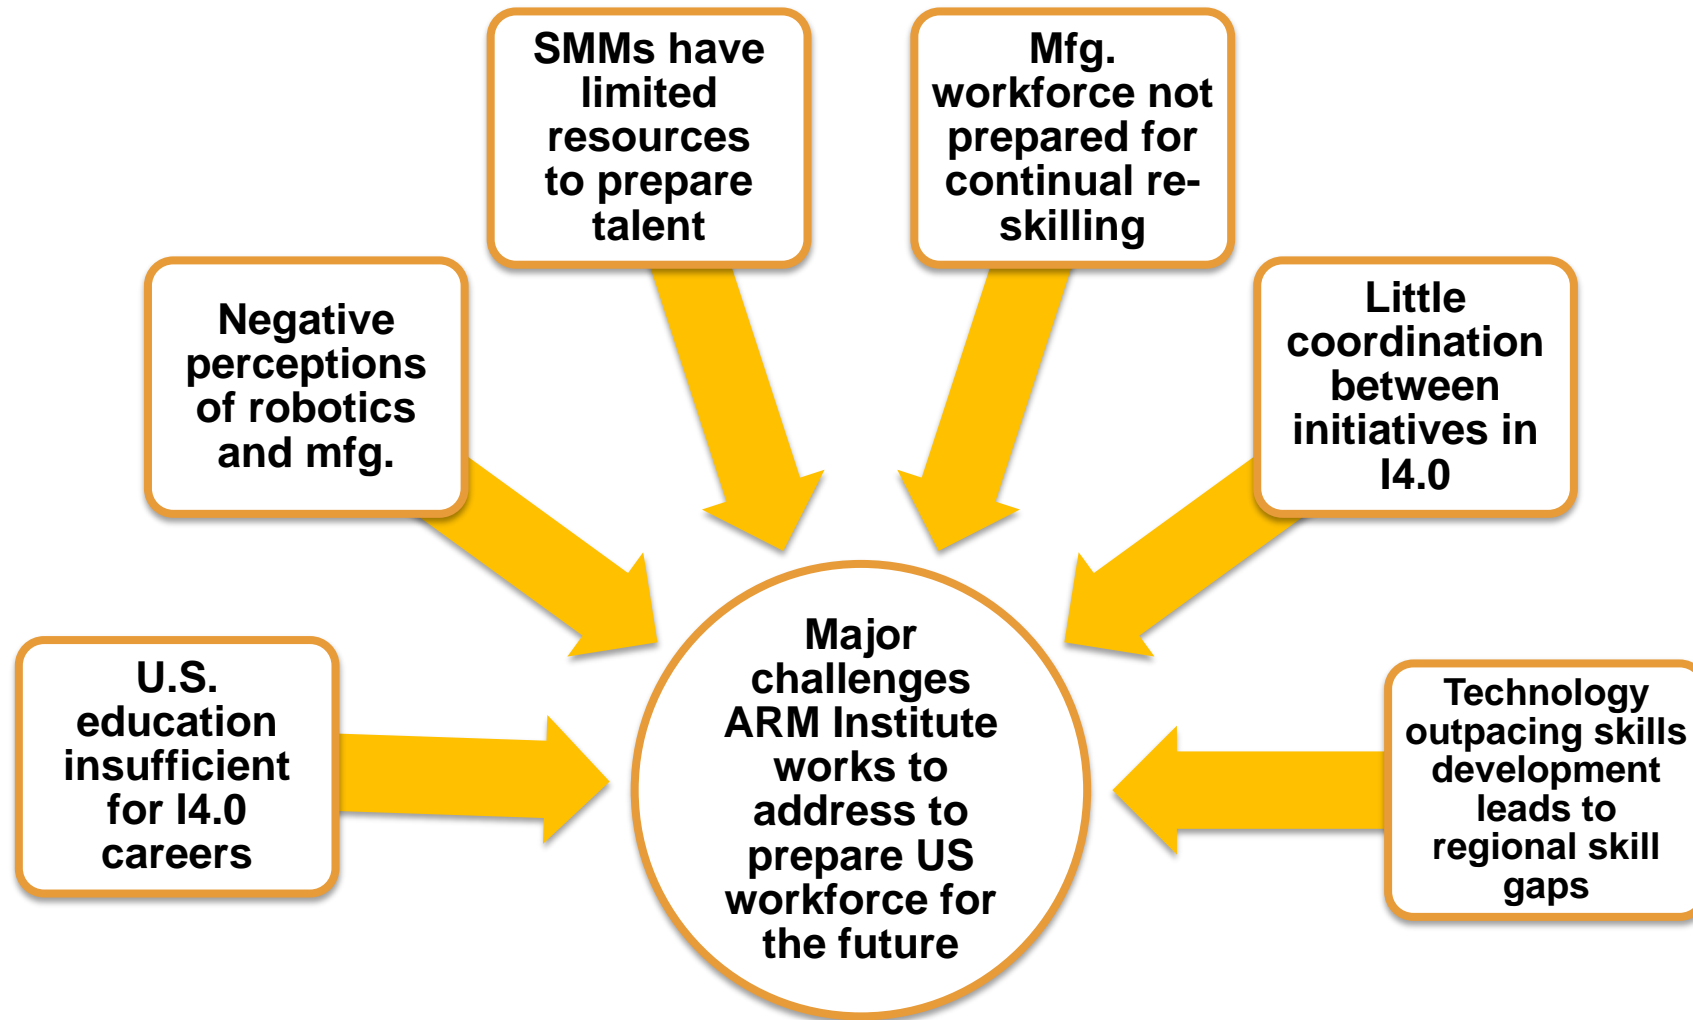 SMMs have
limited
resources
to prepare
talent
Mfg.
workforce not
prepared for
continual re-
skilling
Negative
perceptions
of robotics
and mfg.
Little
coordination
between
initiatives in
I4.0
U.S.
education
insufficient
for I4.0
careers
Major
challenges
ARM Institute
works to
address to
prepare US
workforce for
the future
Technology
outpacing skills
development
leads to
regional skill
gaps